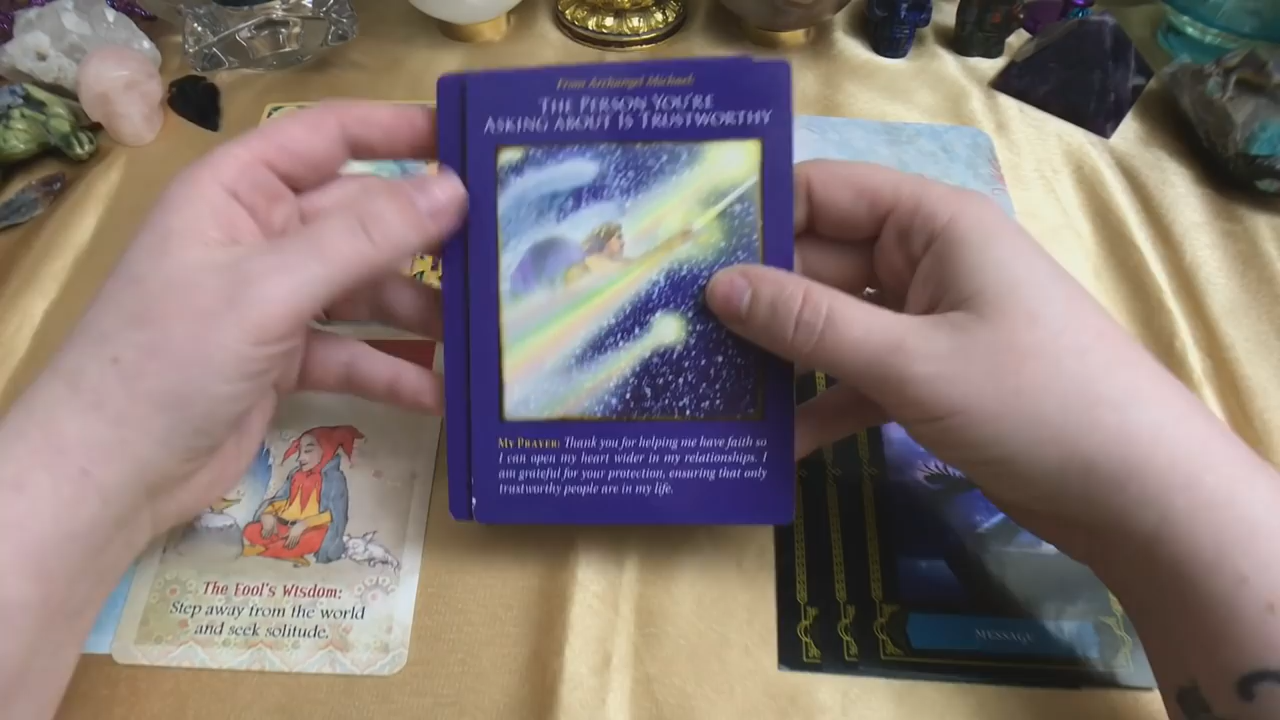 From Archangel Michael:
THE PERSON YOU'RE
ASKING ABOUT IS TRUSTWORTHY
MY PRAYER: Thank you for helping me have faith so
I can open my heart wider in my relationships. I
am grateful for your protection, ensuring that only
trustworthy people are in my life.
The Fool's Wisdom:
Step away from the world
and seek solitude.
MESSAGE